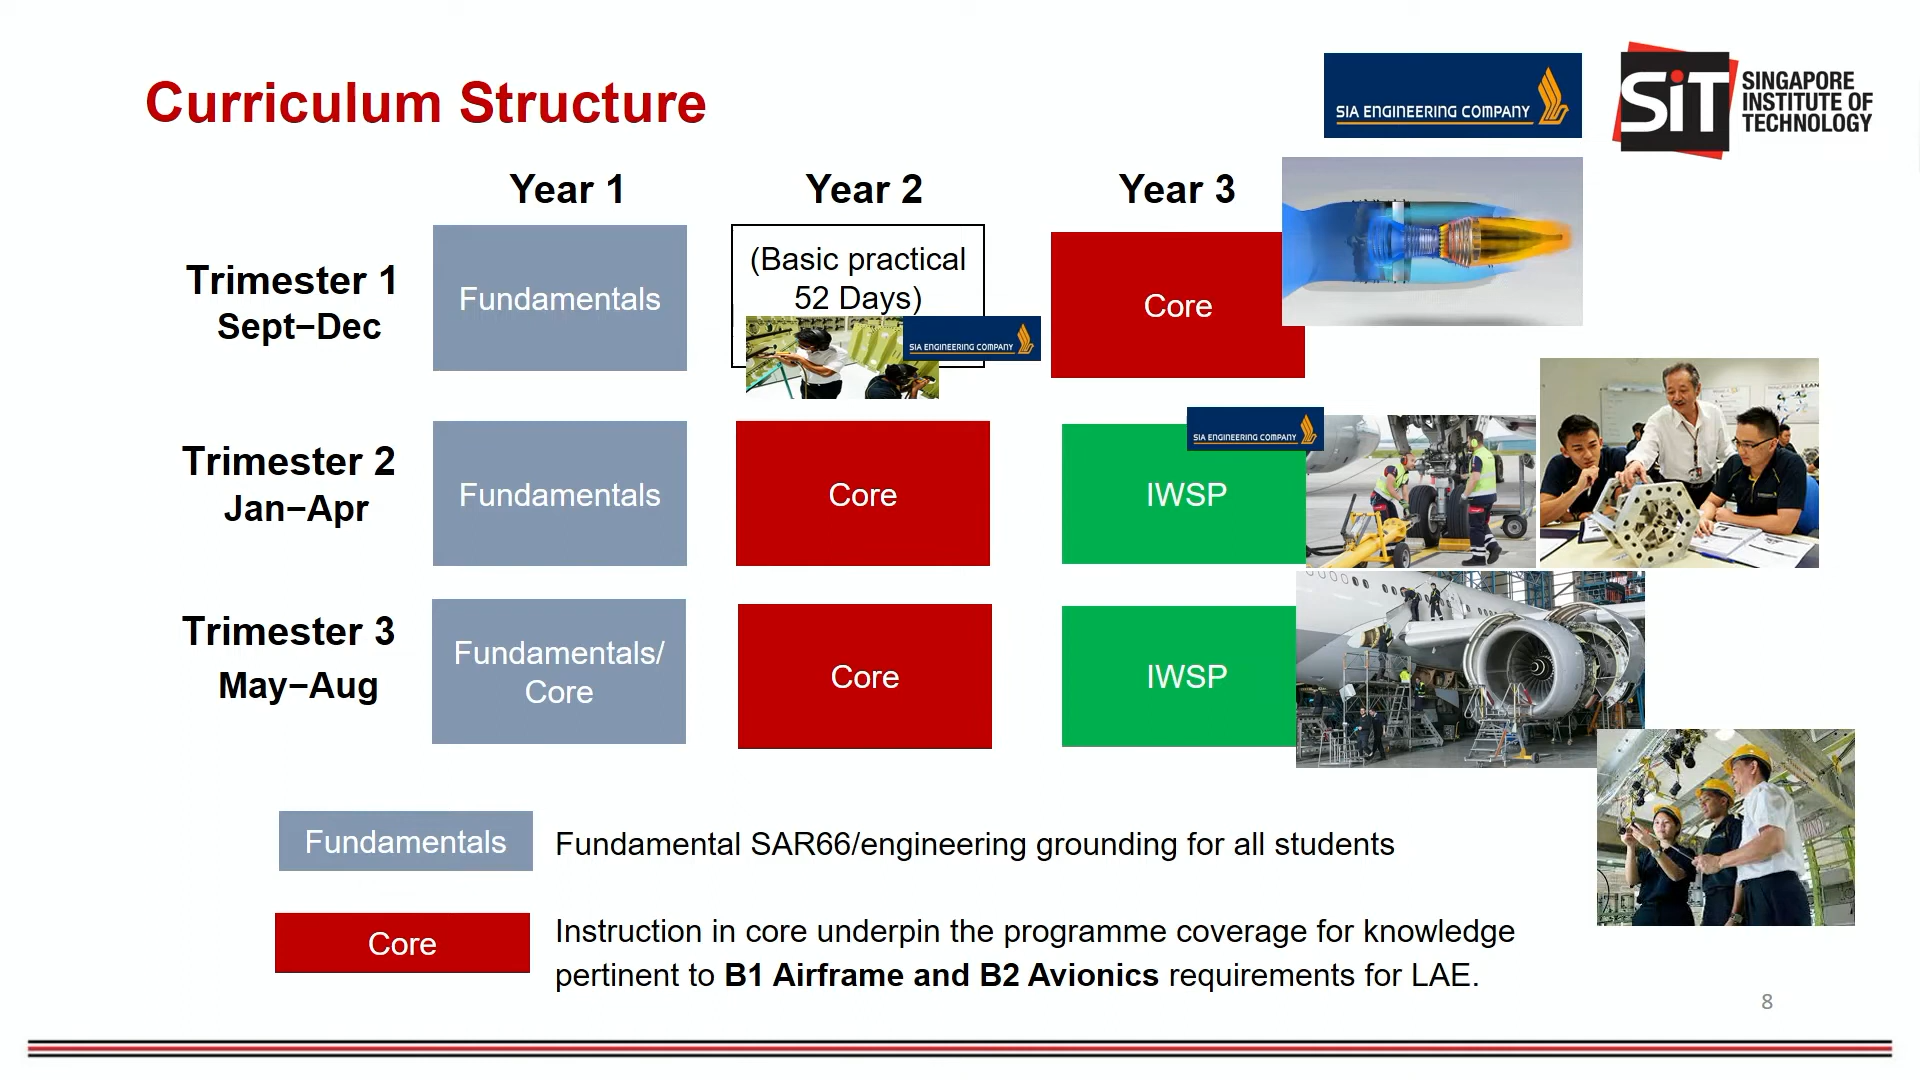 Curriculum Structure
SIA ENGINEERING COMPANY
SiT
SINGAPORE
INSTITUTE OF
TECHNOLOGY
Year 1
Year 2
Year 3
Trimester 1
Sept–Dec
Fundamentals
(Basic practical
52 Days)
SIA ENGINEERING COMPANY
Core
Trimester 2
Jan–Apr
Fundamentals
Core
IWSP
SIA ENGINEERING COMPANY
Trimester 3
May–Aug
Fundamentals/
Core
Core
IWSP
Fundamentals
Fundamental SAR66/engineering grounding for all students
Core
Instruction in core underpin the programme coverage for knowledge
pertinent to B1 Airframe and B2 Avionics requirements for LAE.
8